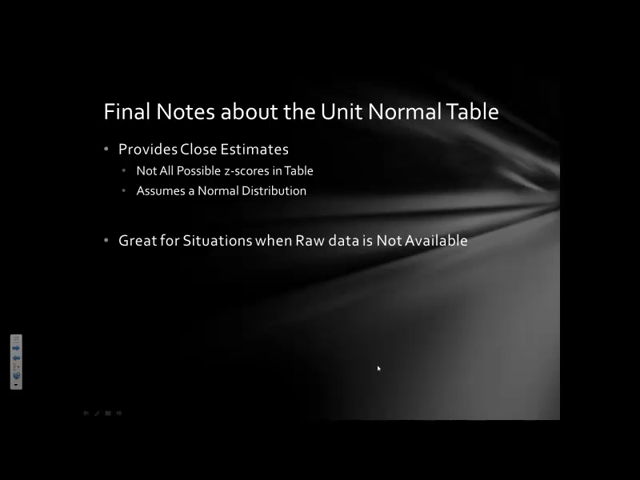 Final Notes about the Unit Normal Table
• Provides Close Estimates
• Not All Possible z-scores in Table
• Assumes a Normal Distribution
• Great for Situations when Raw data is Not Available